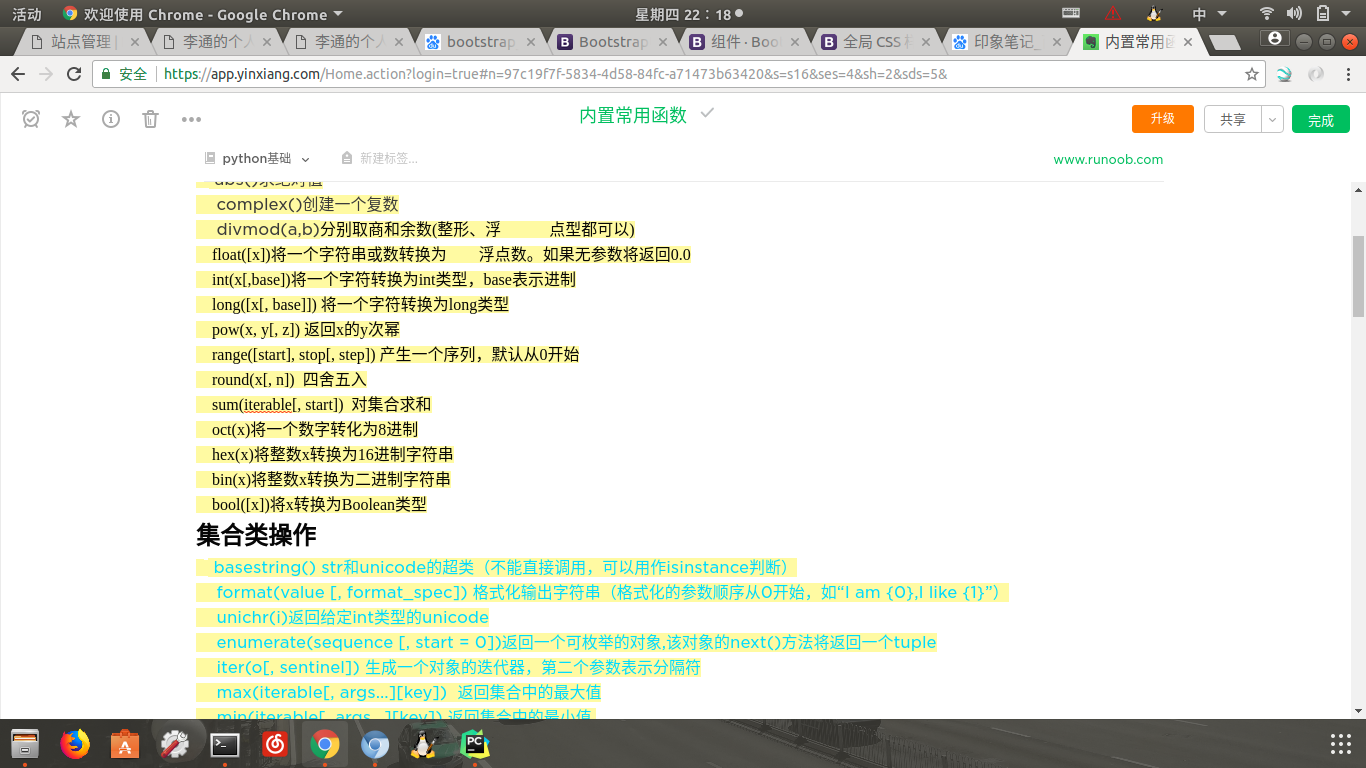 活动
欢迎使用 Chrome - Google Chrome
星期四 22：18
中
站点管理 |
李通的个人
李通的个人
bootstrap
Bootstrap
组件 · Boo
全局 CSS 样
印象笔记_
内置常用函
安全
https://app.yinxiang.com/Home.action?login=true#n=97c19f7f-5834-4d58-84fc-a71473b63420&s=s16&ses=4&sh=2&sds=5&
内置常用函数
升级
共享
完成
python基础
新建标签...
www.runoob.com
abs()求绝对值
complex()创建一个复数
divmod(a,b)分别取商和余数(整形、浮 点型都可以)
float([x])将一个字符串或数转换为 浮点数。如果无参数将返回0.0
int(x[,base])将一个字符转换为int类型，base表示进制
long([x[, base]]) 将一个字符转换为long类型
pow(x, y[, z]) 返回x的y次幂
range([start], stop[, step]) 产生一个序列，默认从0开始
round(x[, n]) 四舍五入
sum(iterable[, start]) 对集合求和
oct(x)将一个数字转化为8进制
hex(x)将整数x转换为16进制字符串
bin(x)将整数x转换为二进制字符串
bool([x])将x转换为Boolean类型
集合类操作
basestring() str和unicode的超类（不能直接调用，可以用作isinstance判断）
format(value [, format_spec]) 格式化输出字符串（格式化的参数顺序从0开始，如“I am {0},I like {1}”）
unichr(i)返回给定int类型的unicode
enumerate(sequence [, start = 0])返回一个可枚举的对象,该对象的next()方法将返回一个tuple
iter(o[, sentinel]) 生成一个对象的迭代器，第二个参数表示分隔符
max(iterable[, args...][key]) 返回集合中的最大值
min(iterable[, args...][key]) 返回集合中的最小值